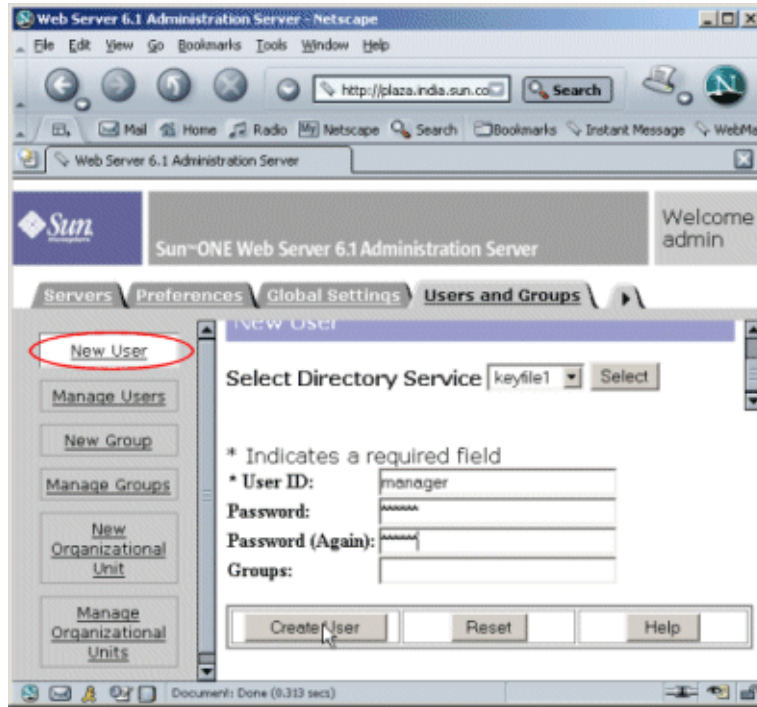 Web Server 6.1 Administration Server - Netscape
File Edit View Go Bookmarks Tools Window Help
http://plaza.india.sun.co
Search
Mail Home Radio My Netscape Search Bookmarks Instant Message WebMa
Web Server 6.1 Administration Server
Sun
microsystems
Sun ONE Web Server 6.1 Administration Server
Welcome
admin
Servers Preferences Global Settings Users and Groups
New User
Manage Users
New Group
Manage Groups
New
Organizational
Unit
Manage
Organizational
Units
New User
Select Directory Service keyfile1 Select
* Indicates a required field
* User ID: manager
Password: ******
Password (Again): ******
Groups:
Create User Reset Help
Document: Done (0.313 secs)